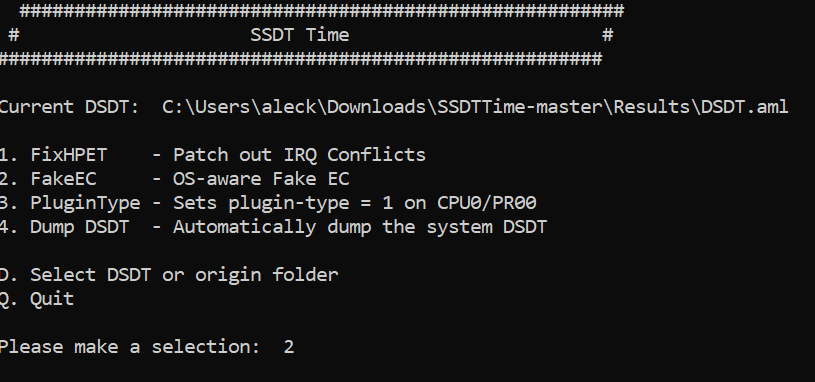 #########################################################
# SSDT Time #
#########################################################
Current DSDT: C:\Users\aleck\Downloads\SSDTTime-master\Results\DSDT.aml
1. FixHPET - Patch out IRQ Conflicts
2. FakeEC - OS-aware Fake EC
3. PluginType - Sets plugin-type = 1 on CPU0/PR00
4. Dump DSDT - Automatically dump the system DSDT
D. Select DSDT or origin folder
Q. Quit
Please make a selection: 2